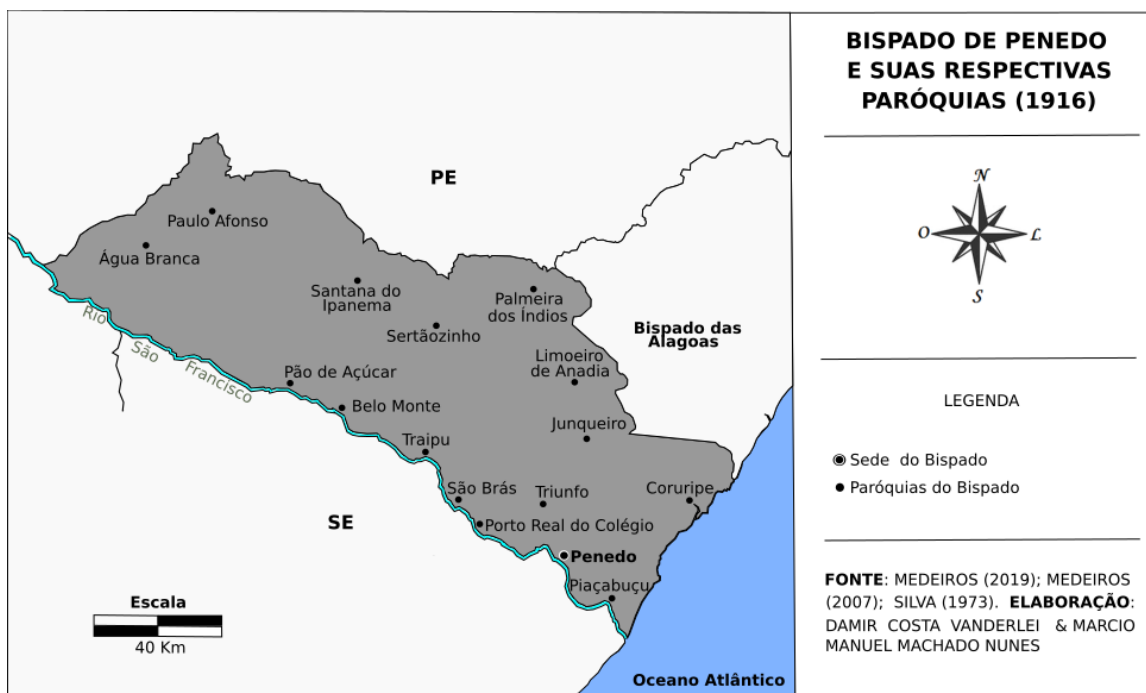 BISPADO DE PENEDO
E SUAS RESPECTIVAS
PARÓQUIAS (1916)
N
O
L
S
LEGENDA
Sede do Bispado
Paróquias do Bispado
FONTE: MEDEIROS (2019); MEDEIROS
(2007); SILVA (1973). ELABORAÇÃO:
DAMIR COSTA VANDERLEI & MARCIO
MANUEL MACHADO NUNES
PE
Paulo Afonso
Água Branca
Santana do
Ipanema
Palmeira
dos Índios
Sertãozinho
Bispado das
Alagoas
Rio
São
Francisco
Limoeiro
de Anadia
Pão de Açúcar
Belo Monte
Junqueiro
Traipu
São Brás
Triunfo
Coruripe
SE
Porto Real do Colégio
Penedo
Piaçabuçu
Escala
40 Km
Oceano Atlântico